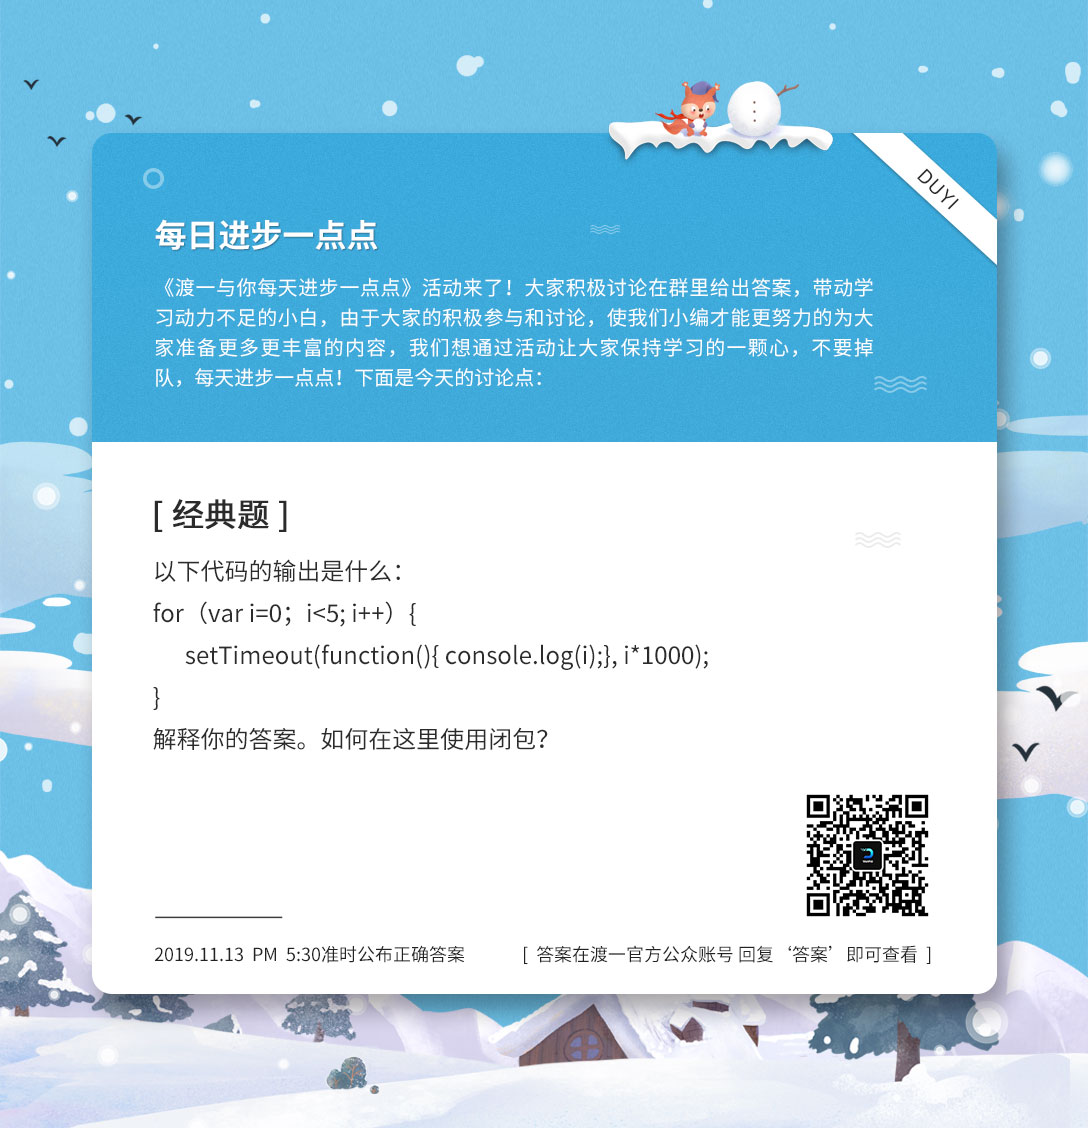 DUYI
每日进步一点点
《渡一与你每天进步一点点》活动来了！大家积极讨论在群里给出答案，带动学
习动力不足的小白，由于大家的积极参与和讨论，使我们小编才能更努力的为大
家准备更多更丰富的内容，我们想通过活动让大家保持学习的一颗心，不要掉
队，每天进步一点点！下面是今天的讨论点：
[ 经典题 ]
以下代码的输出是什么：
for（var i=0；i<5; i++）{
setTimeout(function(){ console.log(i);}, i*1000);
}
解释你的答案。如何在这里使用闭包？
2019.11.13 PM 5:30准时公布正确答案
[ 答案在渡一官方公众账号 回复‘答案’即可查看 ]